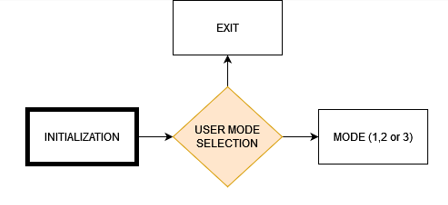 EXIT
INITIALIZATION
USER MODE
SELECTION
MODE (1,2 or 3)